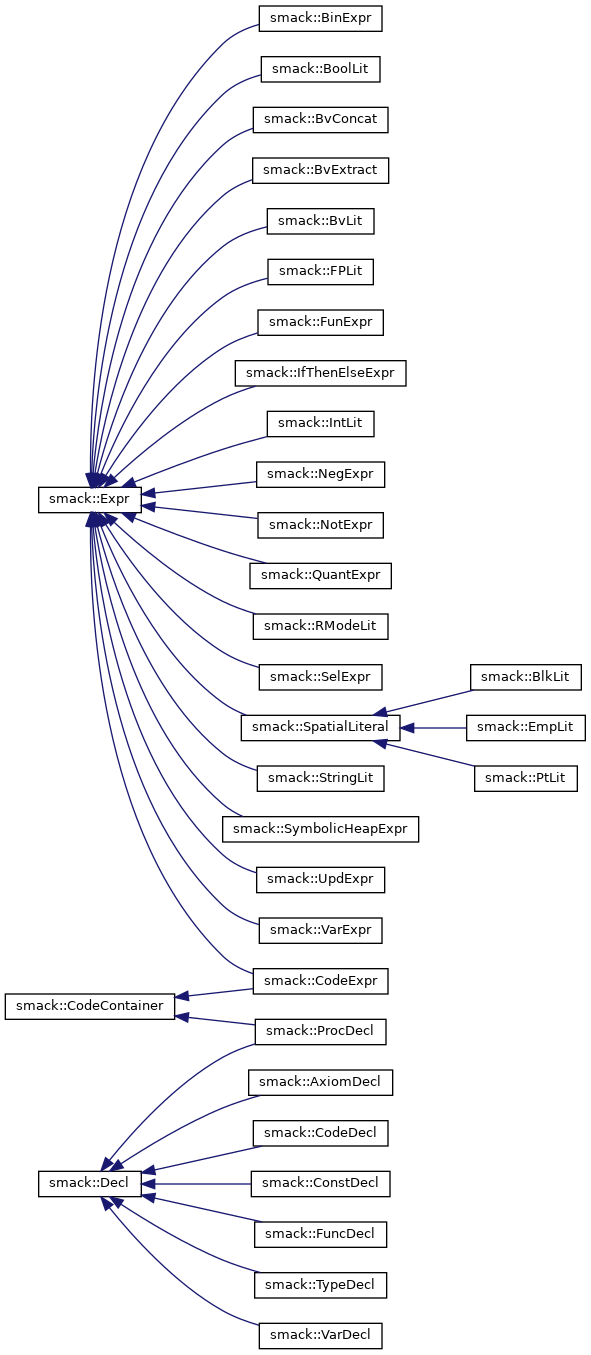 smack::BinExpr
smack::BoolLit
smack::BvConcat
smack::BvExtract
smack::BvLit
smack::FPLit
smack::FunExpr
smack::IfThenElseExpr
smack::IntLit
smack::NegExpr
smack::Expr
smack::NotExpr
smack::QuantExpr
smack::RModeLit
smack::SelExpr
smack::BlkLit
smack::SpatialLiteral
smack::EmpLit
smack::StringLit
smack::PtLit
smack::SymbolicHeapExpr
smack::UpdExpr
smack::VarExpr
smack::CodeExpr
smack::CodeContainer
smack::ProcDecl
smack::AxiomDecl
smack::CodeDecl
smack::Decl
smack::ConstDecl
smack::FuncDecl
smack::TypeDecl
smack::VarDecl